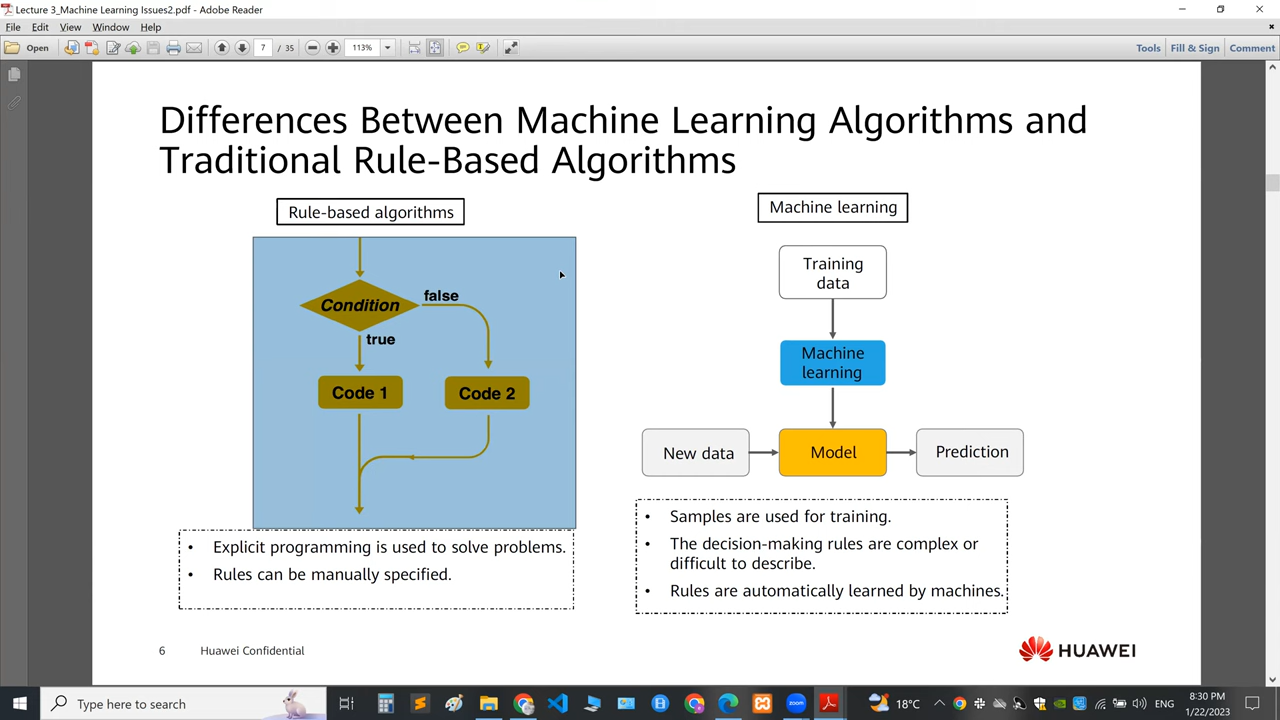 Lecture 3_Machine Learning Issues2.pdf - Adobe Reader
File Edit View Window Help
Open 7 / 35 113% Tools Fill & Sign Comment
Differences Between Machine Learning Algorithms and
Traditional Rule-Based Algorithms
Rule-based algorithms
Condition
false
true
Code 1
Code 2
Explicit programming is used to solve problems.
Rules can be manually specified.
Machine learning
Training
data
Machine
learning
New data
Model
Prediction
Samples are used for training.
The decision-making rules are complex or
difficult to describe.
Rules are automatically learned by machines.
6 Huawei Confidential
HUAWEI
Type here to search
zoom
18°C
ENG
8:30 PM
1/22/2023